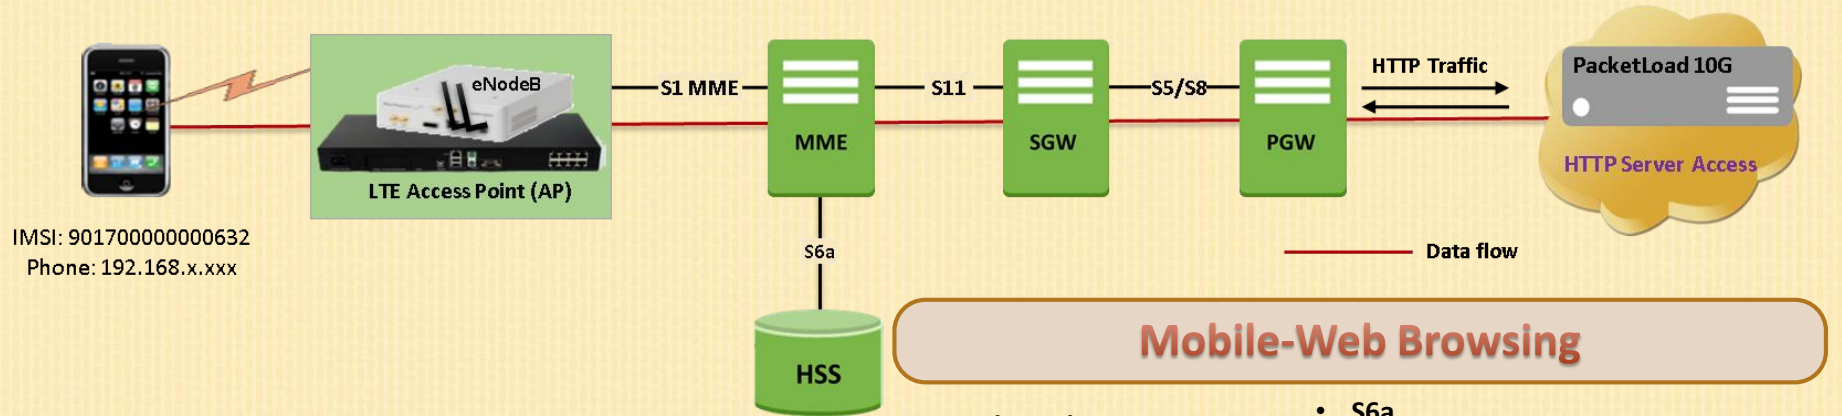 eNodeB
LTE Access Point (AP)
S1 MME
MME
S11
SGW
S5/S8
PGW
HTTP Traffic
PacketLoad 10G
HTTP Server Access
IMSI: 901700000000632
Phone: 192.168.x.xxx
S6a
Data flow
HSS
Mobile-Web Browsing
• S6a